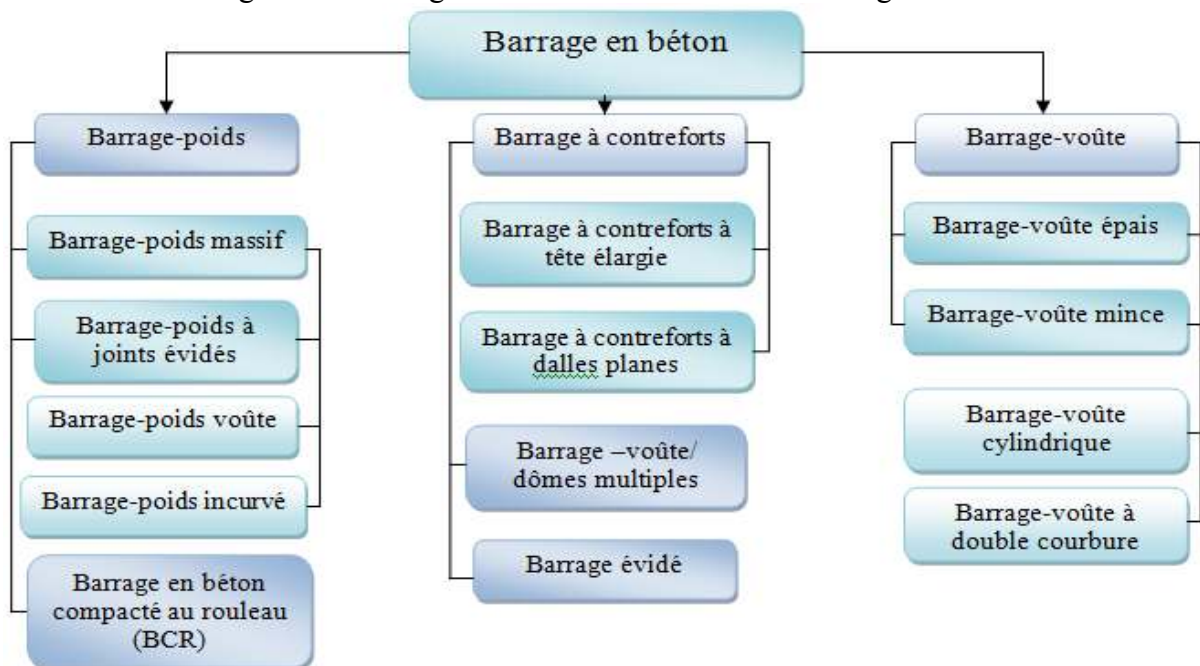 Barrage en béton
Barrage-poids
Barrage-poids massif
Barrage-poids à
joints évidés
Barrage-poids voûte
Barrage-poids incurvé
Barrage en béton
compacté au rouleau
(BCR)
Barrage à contreforts
Barrage à contreforts à
tête élargie
Barrage à contreforts à
dalles planes
Barrage –voûte/
dômes multiples
Barrage évidé
Barrage-voûte
Barrage-voûte épais
Barrage-voûte mince
Barrage-voûte
cylindrique
Barrage-voûte à
double courbure